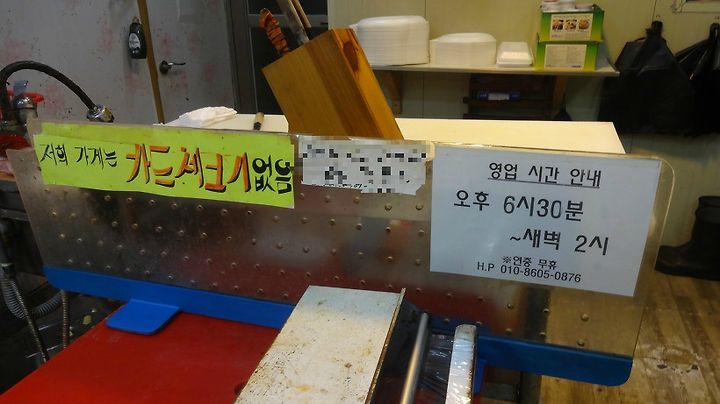 저희 가게는 카드체크기 없음
영업 시간 안내
오후 6시30분
~새벽 2시
※연중 무휴
H.P 010-8605-0876